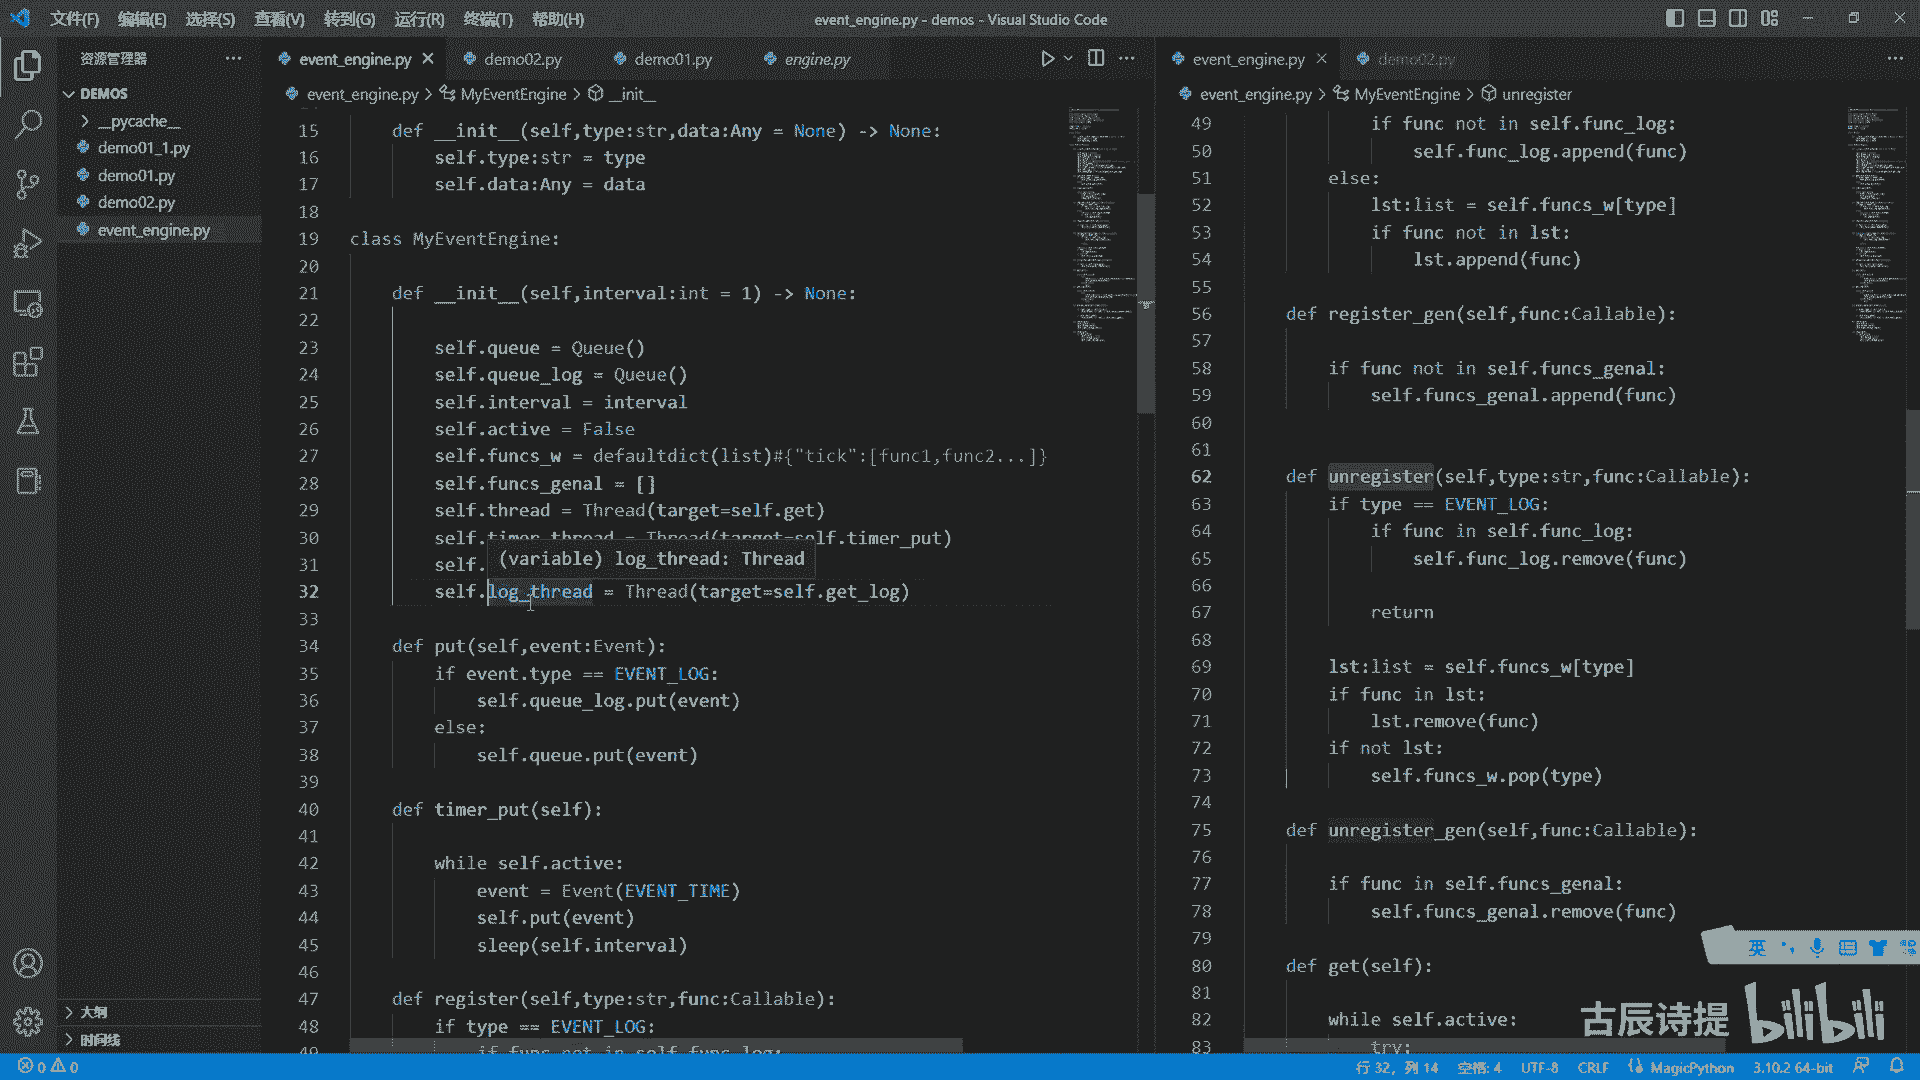 文件(F) 编辑(E) 选择(S) 查看(V) 转到(G) 运行(R) 终端(T) 帮助(H)
event_engine.py - demos - Visual Studio Code
资源管理器
DEMOS
__pycache__
demo01_1.py
demo01.py
demo02.py
event_engine.py
大纲
时间线
event_engine.py demo02.py demo01.py engine.py
event_engine.py > MyEventEngine > __init__
15 def __init__(self,type:str,data:Any = None) -> None:
16 self.type:str = type
17 self.data:Any = data
18
19 class MyEventEngine:
20
21 def __init__(self,interval:int = 1) -> None:
22
23 self.queue = Queue()
24 self.queue_log = Queue()
25 self.interval = interval
26 self.active = False
27 self.funcs_w = defaultdict(list)#{"tick":[func1,func2...]}
28 self.funcs_genal = []
29 self.thread = Thread(target=self.get)
30 self.timer_thread = Thread(target=self.timer_put)
31 self.
(variable) log_thread: Thread
32 self.log_thread = Thread(target=self.get_log)
33
34 def put(self,event:Event):
35 if event.type == EVENT_LOG:
36 self.queue_log.put(event)
37 else:
38 self.queue.put(event)
39
40 def timer_put(self):
41
42 while self.active:
43 event = Event(EVENT_TIME)
44 self.put(event)
45 sleep(self.interval)
46
47 def register(self,type:str,func:Callable):
48 if type == EVENT_LOG:
49 if func not in self.func_log:
event_engine.py demo02.py
event_engine.py > MyEventEngine > unregister
49 if func not in self.func_log:
50 self.func_log.append(func)
51 else:
52 lst:list = self.funcs_w[type]
53 if func not in lst:
54 lst.append(func)
55
56 def register_gen(self,func:Callable):
57
58 if func not in self.funcs_genal:
59 self.funcs_genal.append(func)
60
61
62 def unregister(self,type:str,func:Callable):
63 if type == EVENT_LOG:
64 if func in self.func_log:
65 self.func_log.remove(func)
66
67 return
68
69 lst:list = self.funcs_w[type]
70 if func in lst:
71 lst.remove(func)
72 if not lst:
73 self.funcs_w.pop(type)
74
75 def unregister_gen(self,func:Callable):
76
77 if func in self.funcs_genal:
78 self.funcs_genal.remove(func)
79
80 def get(self):
81
82 while self.active:
83 try:
英
古辰诗提 bilibili
0 0
行 32，列 14 空格: 4 UTF-8 CRLF MagicPython 3.10.2 64-bit